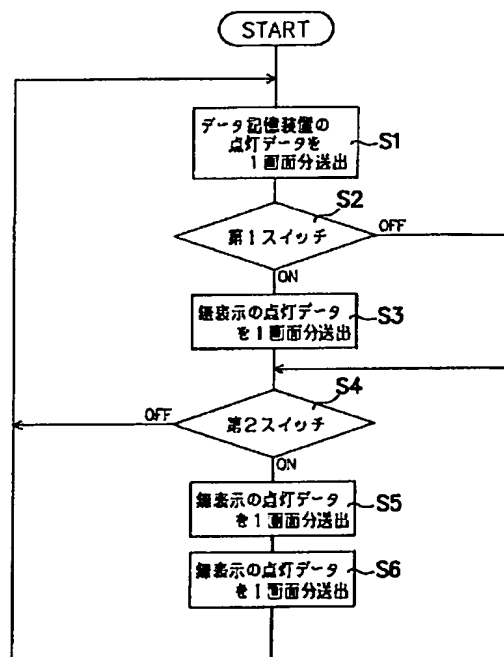 START
データ記憶装置の
点灯データを
1画面分送出
S1
S2
第1スイッチ
OFF
ON
無表示の点灯データ
を1画面分送出
S3
S4
OFF
第2スイッチ
ON
無表示の点灯データ
を1画面分送出
S5
無表示の点灯データ
を1画面分送出
S6